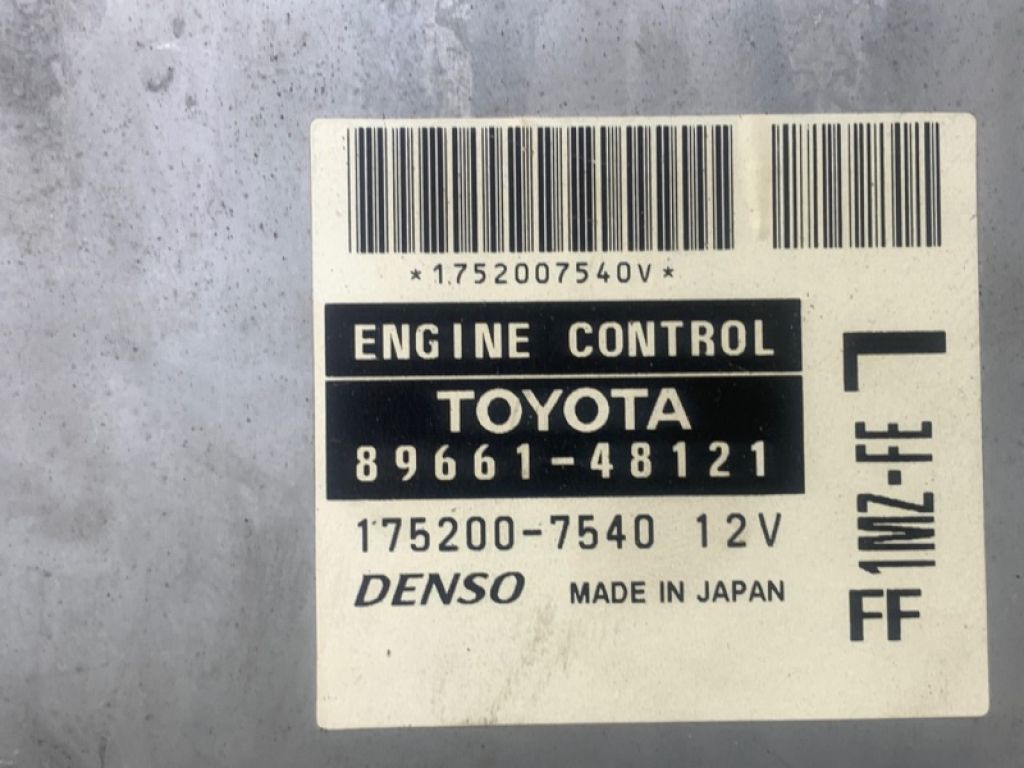 *1752007540V*
ENGINE CONTROL
TOYOTA
89661-48121
175200-7540 12V
DENSO MADE IN JAPAN
FF 1MZ-FE L